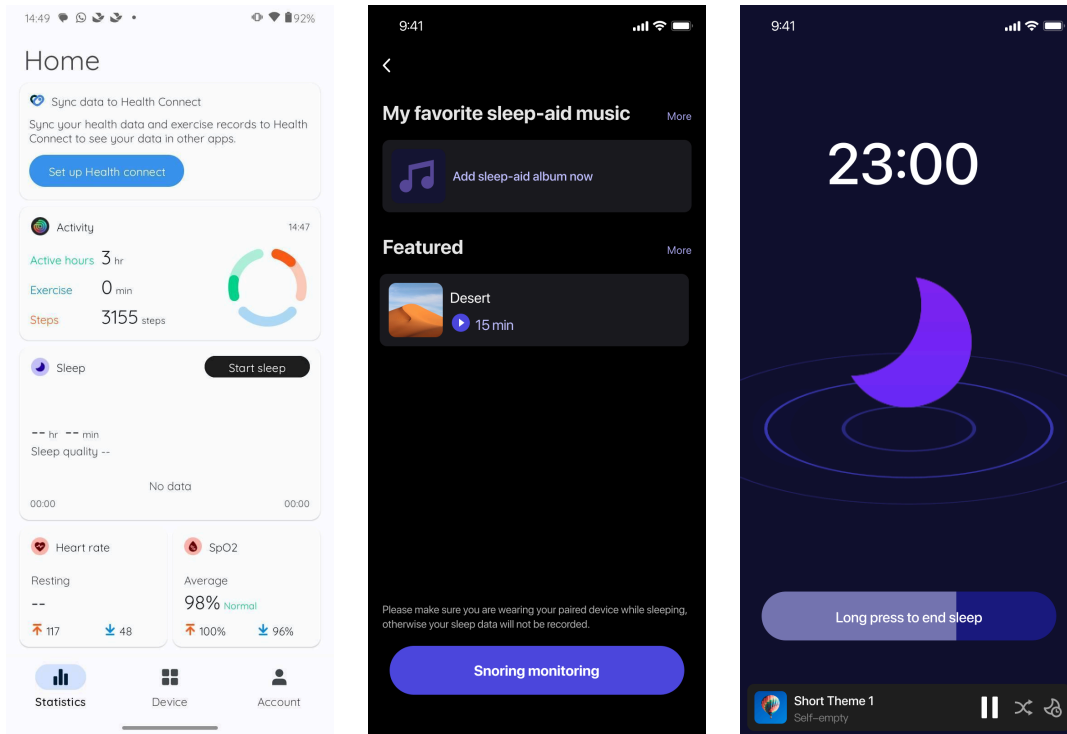 14:49
92%
Home
Sync data to Health Connect
Sync your health data and exercise records to Health
Connect to see your data in other apps.
Set up Health connect
Activity 14:47
Active hours 3 hr
Exercise 0 min
Steps 3155 steps
Sleep Start sleep
-- hr -- min
Sleep quality --
No data
00:00 00:00
Heart rate
Resting
--
117 48
SpO2
Average
98% Normal
100% 96%
Statistics Device Account
9:41
My favorite sleep-aid music More
Add sleep-aid album now
Featured More
Desert
15 min
Please make sure you are wearing your paired device while sleeping,
otherwise your sleep data will not be recorded.
Snoring monitoring
9:41
23:00
Long press to end sleep
Short Theme 1
Self–empty